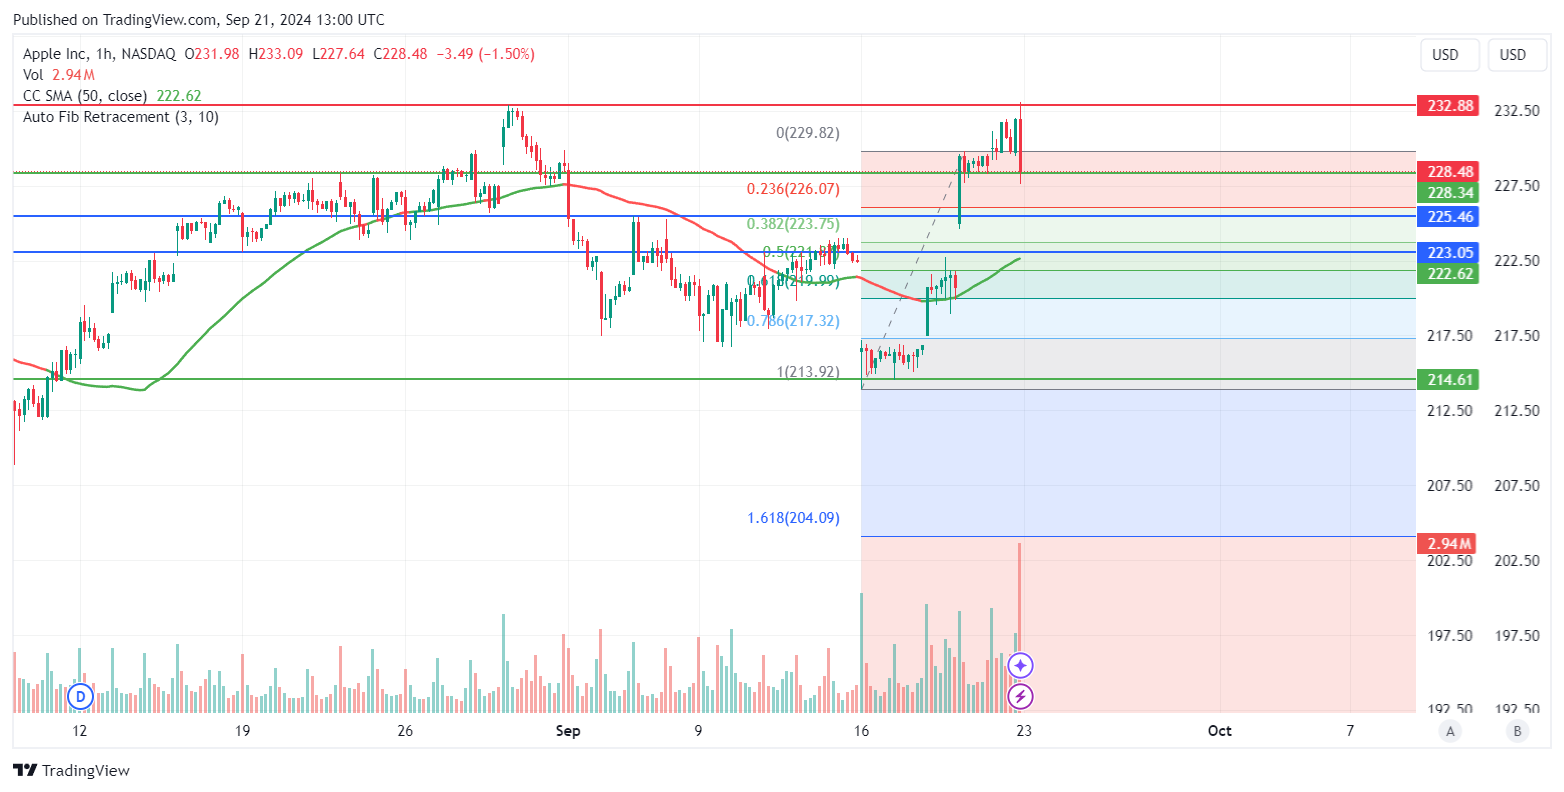 Published on TradingView.com, Sep 21, 2024 13:00 UTC
Apple Inc, 1h, NASDAQ O231.98 H233.09 L227.64 C228.48 −3.49 (−1.50%)
Vol 2.94M
CC SMA (50, close) 222.62
Auto Fib Retracement (3, 10)
USD USD
232.88
232.50
0(229.82)
228.48
228.34
0.236(226.07)
227.50 227.50
225.46
0.382(223.75)
223.05
222.50
222.62
0.618(219.99)
0.786(217.32)
217.50 217.50
1(213.92)
214.61
212.50 212.50
207.50 207.50
1.618(204.09)
2.94M
202.50 202.50
197.50 197.50
D
192.50 192.50
12 19 26 Sep 9 16 23 Oct 7 A B
TradingView